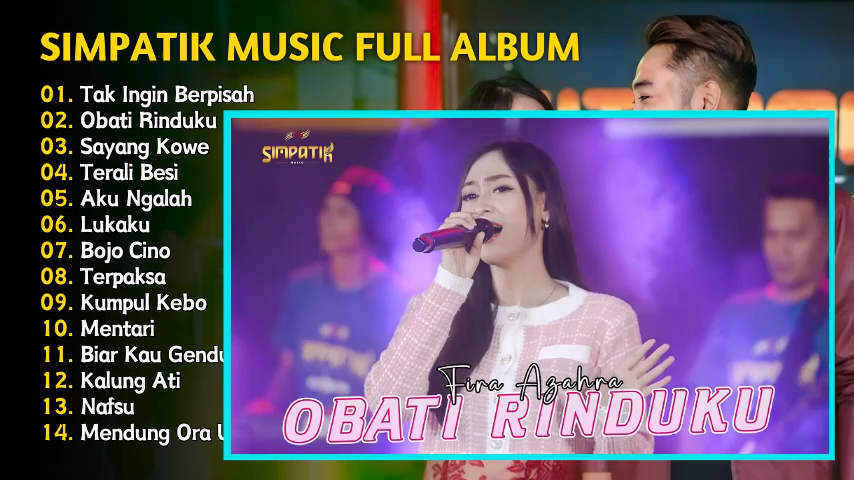 SIMPATIK MUSIC FULL ALBUM
01. Tak Ingin Berpisah
02. Obati Rinduku
03. Sayang Kowe
04. Terali Besi
05. Aku Ngalah
06. Lukaku
07. Bojo Cino
08. Terpaksa
09. Kumpul Kebo
10. Mentari
11. Biar Kau Gendu
12. Kalung Ati
13. Nafsu
14. Mendung Ora
SIMPATIK
MUSIC
Fira Azahra
OBATI RINDUKU